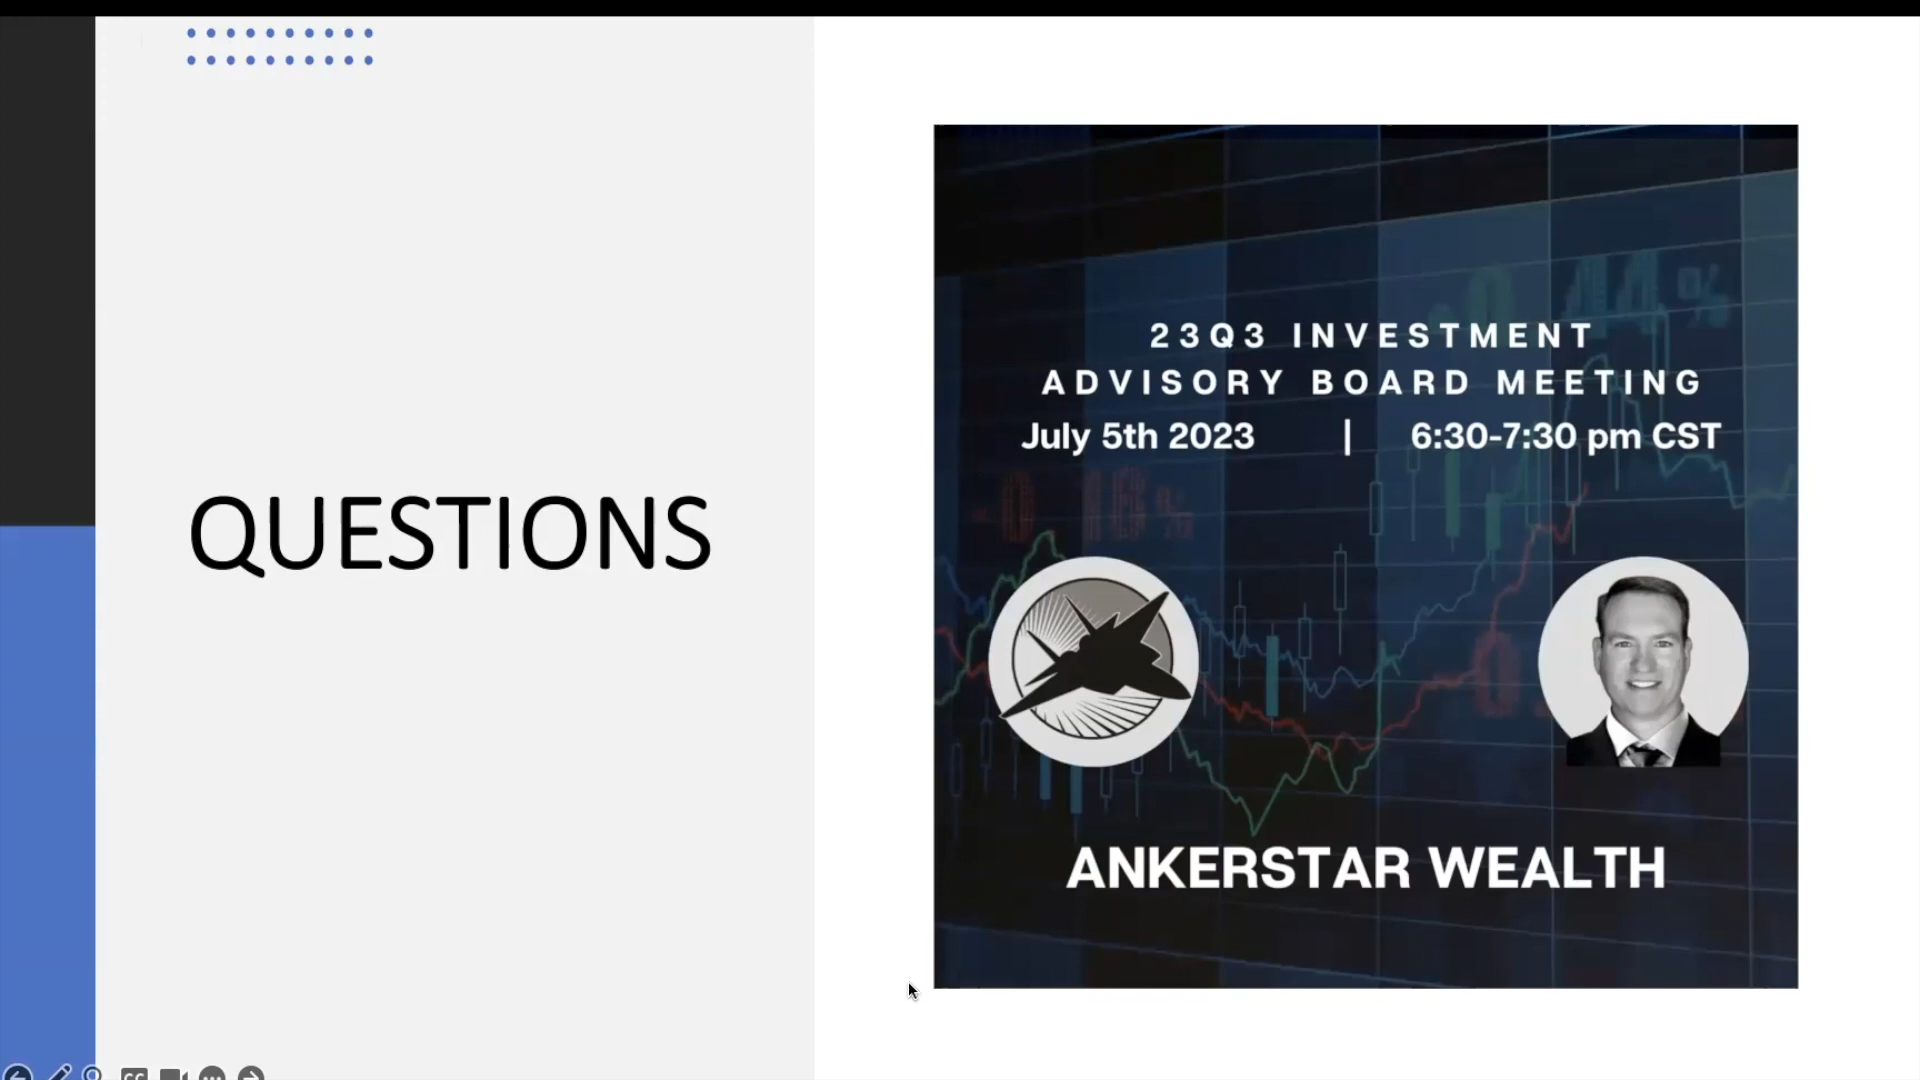 QUESTIONS
23Q3 INVESTMENT
ADVISORY BOARD MEETING
July 5th 2023 | 6:30-7:30 pm CST
ANKERSTAR WEALTH